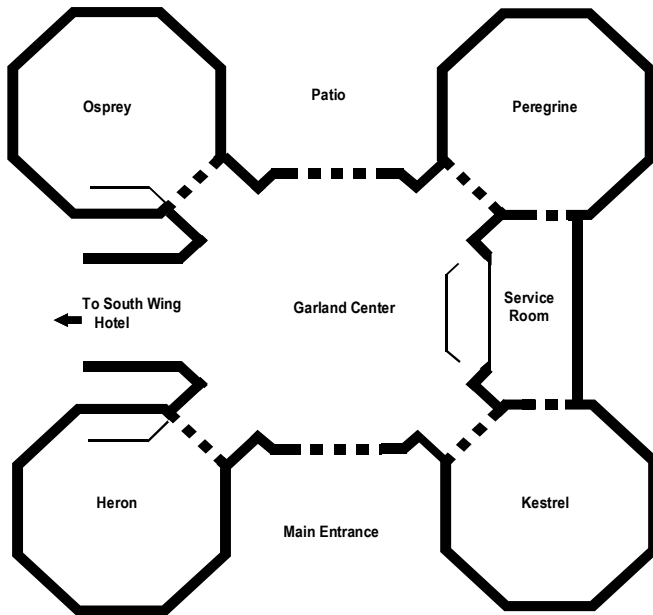 Osprey
Patio
Peregrine
To South Wing
Hotel
Garland Center
Service
Room
Heron
Main Entrance
Kestrel